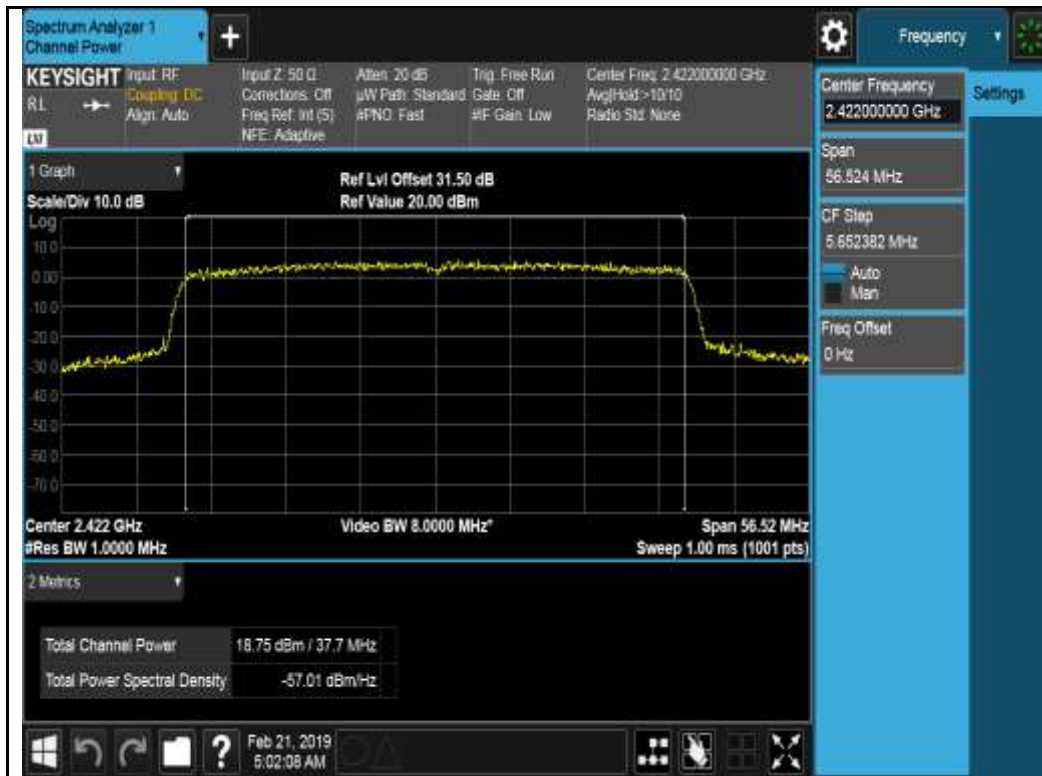 Spectrum Analyzer 1
Channel Power
+
Frequency
KEYSIGHT
RL
LXI
Input: RF
Coupling: DC
Align: Auto
Input Z: 50 Ω
Corrections: Off
Freq Ref: Int (S)
NFE: Adaptive
Atten: 20 dB
µW Path: Standard
#PNO: Fast
Trig: Free Run
Gate: Off
#IF Gain: Low
Center Freq: 2.422000000 GHz
Avg|Hold:>10/10
Radio Std: None
Center Frequency
2.422000000 GHz
Settings
Span
56.524 MHz
CF Step
5.652382 MHz
Auto
Man
Freq Offset
0 Hz
1 Graph
Scale/Div 10.0 dB
Ref Lvl Offset 31.50 dB
Ref Value 20.00 dBm
Log
10.0
0.00
-10.0
-20.0
-30.0
-40.0
-50.0
-60.0
-70.0
Center 2.422 GHz
#Res BW 1.0000 MHz
Video BW 8.0000 MHz*
Span 56.52 MHz
Sweep 1.00 ms (1001 pts)
2 Metrics
Total Channel Power 18.75 dBm / 37.7 MHz
Total Power Spectral Density -57.01 dBm/Hz
?
Feb 21, 2019
5:02:08 AM